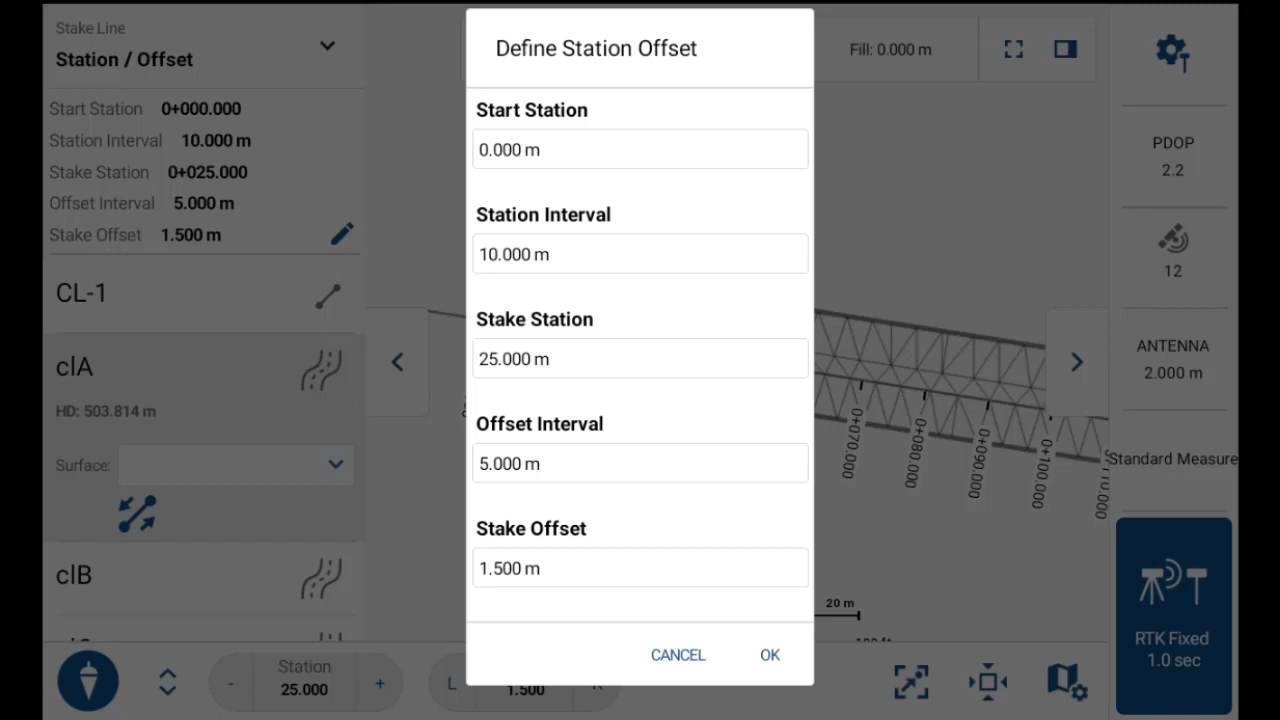 Stake Line
Station / Offset
Start Station 0+000.000
Station Interval 10.000 m
Stake Station 0+025.000
Offset Interval 5.000 m
Stake Offset 1.500 m
CL-1
clA
HD: 503.814 m
Surface:
clB
Station
- 25.000 +
L 1.500
Define Station Offset
Start Station
0.000 m
Station Interval
10.000 m
Stake Station
25.000 m
Offset Interval
5.000 m
Stake Offset
1.500 m
CANCEL OK
Fill: 0.000 m
0+070.000
0+080.000
0+090.000
0+100.000
20 m
PDOP
2.2
12
ANTENNA
2.000 m
Standard Measure
RTK Fixed
1.0 sec